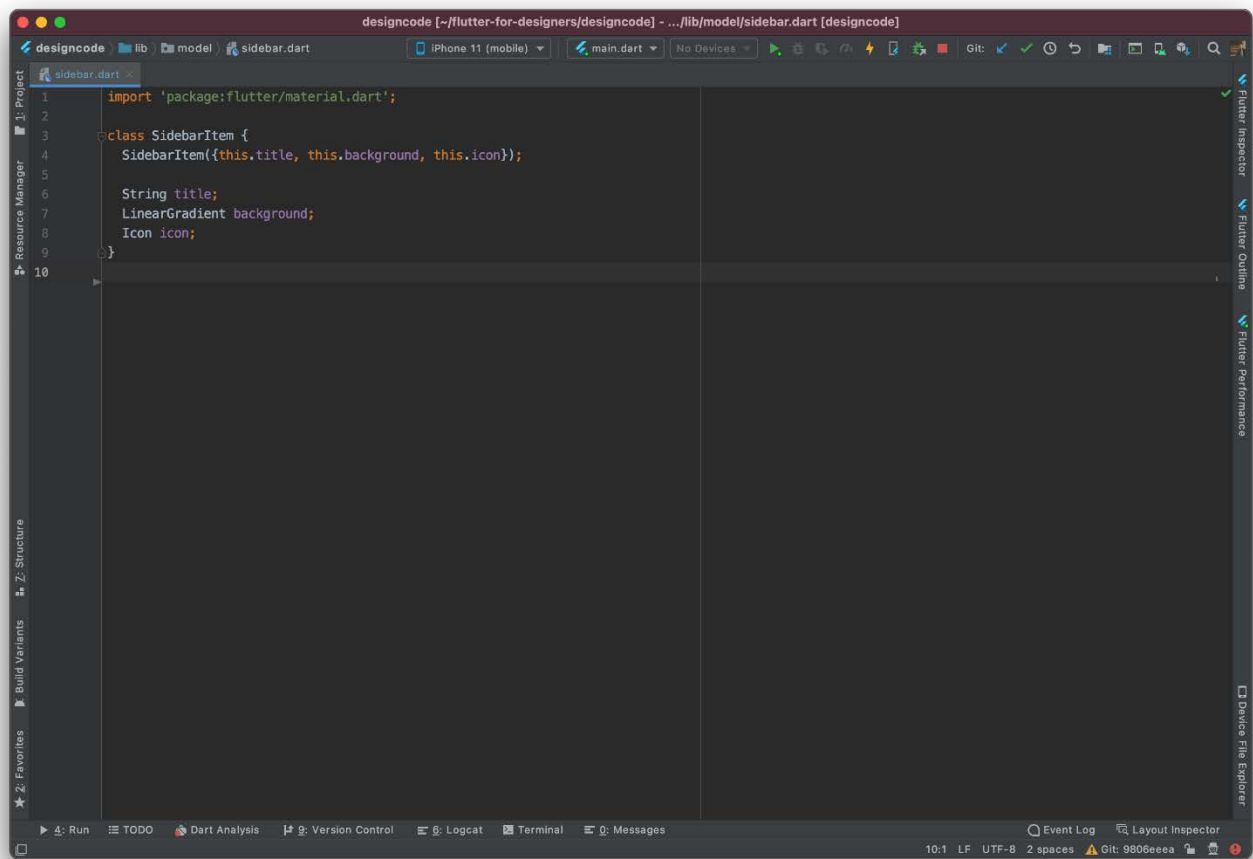 designcode [~/flutter-for-designers/designcode] - .../lib/model/sidebar.dart [designcode]
designcode lib model sidebar.dart iPhone 11 (mobile) main.dart No Devices Git:
sidebar.dart
1 import 'package:flutter/material.dart';
2
3 class SidebarItem {
4 SidebarItem({this.title, this.background, this.icon});
5
6 String title;
7 LinearGradient background;
8 Icon icon;
9 }
10
1: Project
Resource Manager
Z: Structure
Build Variants
2: Favorites
Flutter Inspector
Flutter Outline
Flutter Performance
Device File Explorer
4: Run TODO Dart Analysis 9: Version Control 6: Logcat Terminal 0: Messages Event Log Layout Inspector
10:1 LF UTF-8 2 spaces Git: 9806eeea